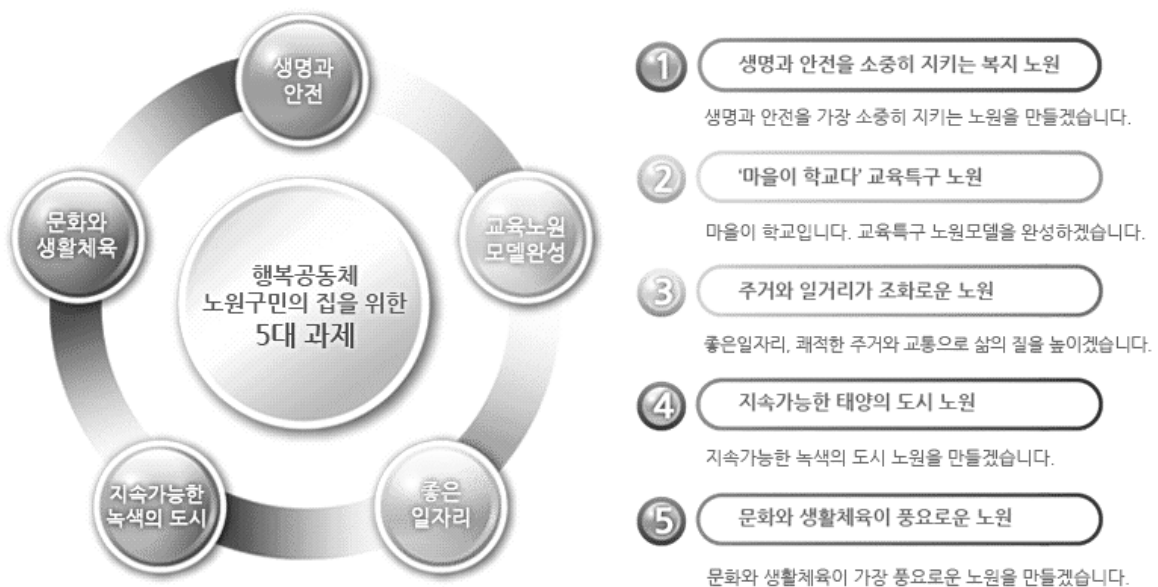 생명과
안전
문화와
생활체육
교육노원
모델완성
행복공동체
노원구민의 집을 위한
5대 과제
지속가능한
녹색의 도시
좋은
일자리
1 생명과 안전을 소중히 지키는 복지 노원
생명과 안전을 가장 소중히 지키는 노원을 만들겠습니다.
2 '마을이 학교다' 교육특구 노원
마을이 학교입니다. 교육특구 노원모델을 완성하겠습니다.
3 주거와 일거리가 조화로운 노원
좋은일자리, 쾌적한 주거와 교통으로 삶의 질을 높이겠습니다.
4 지속가능한 태양의 도시 노원
지속가능한 녹색의 도시 노원을 만들겠습니다.
5 문화와 생활체육이 풍요로운 노원
문화와 생활체육이 가장 풍요로운 노원을 만들겠습니다.